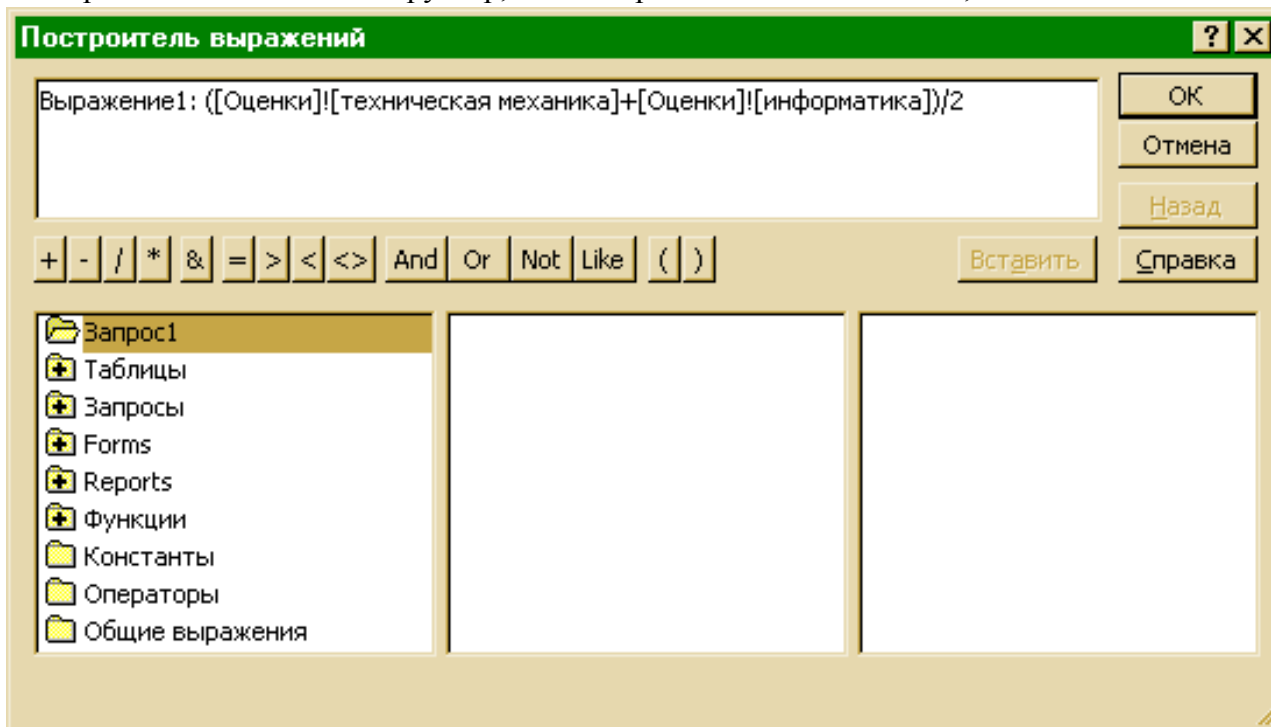 Построитель выражений
? ×
Выражение1: ([Оценки]![техническая механика]+[Оценки]![информатика])/2
ОК
Отмена
Назад
+ - / * & = > < <> And Or Not Like ( )
Вставить
Справка
Запрос1
Таблицы
Запросы
Forms
Reports
Функции
Константы
Операторы
Общие выражения